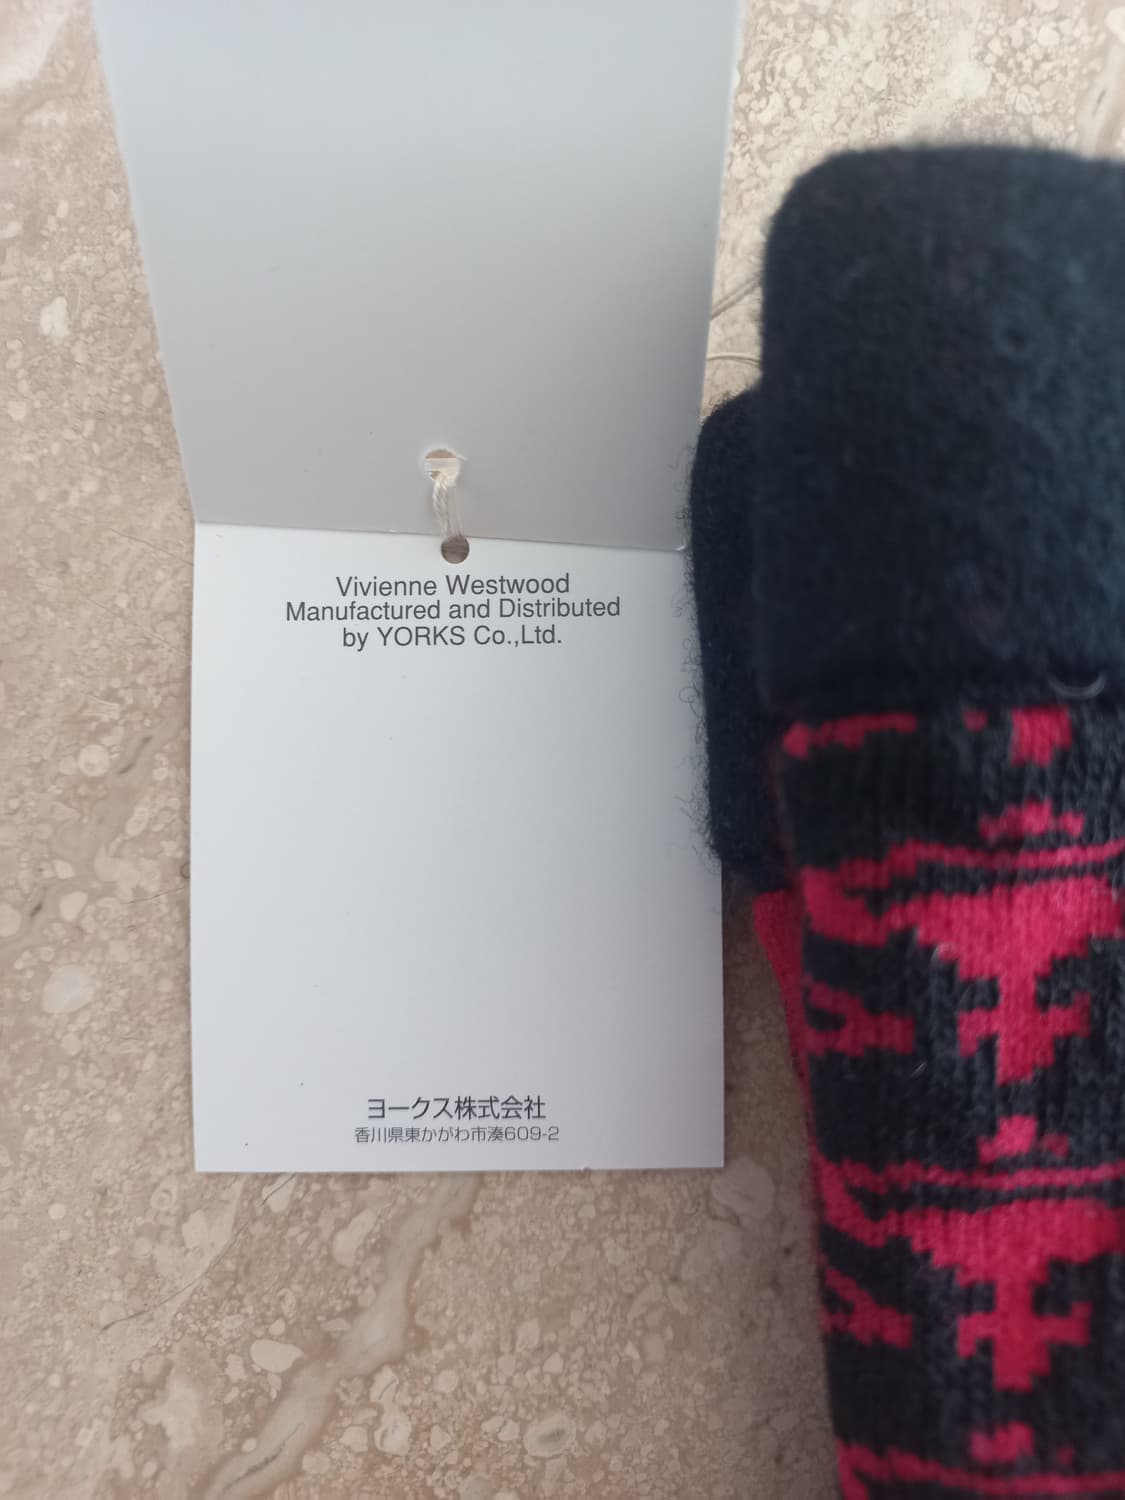 Vivienne Westwood
Manufactured and Distributed
by YORKS Co.,Ltd.
ヨークス株式会社
香川県東かがわ市湊609-2